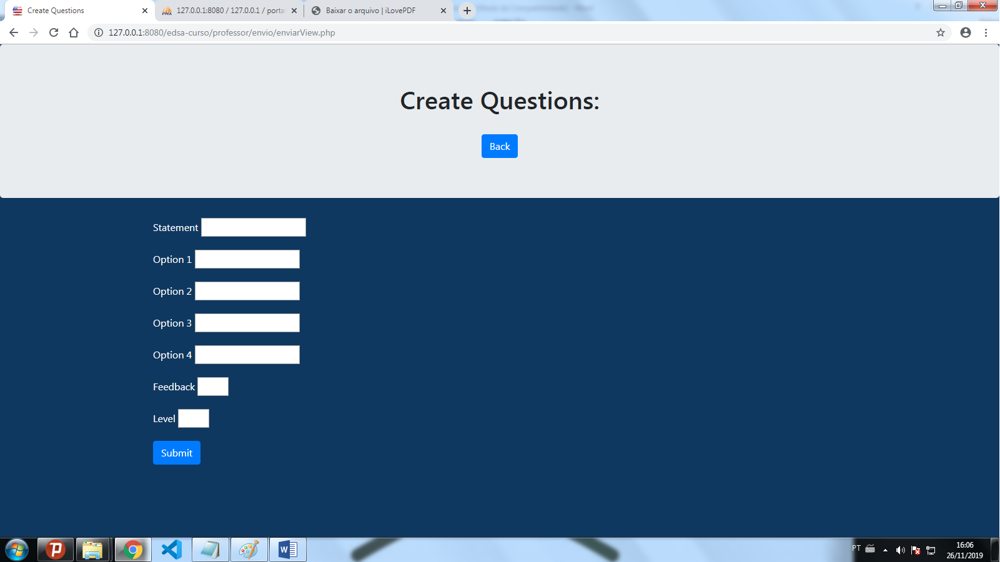 Create Questions
127.0.0.1:8080 / 127.0.0.1 / porta
Baixar o arquivo | iLovePDF
127.0.0.1:8080/edsa-curso/professor/envio/enviarView.php
Create Questions:
Back
Statement
Option 1
Option 2
Option 3
Option 4
Feedback
Level
Submit
PT
16:06
26/11/2019